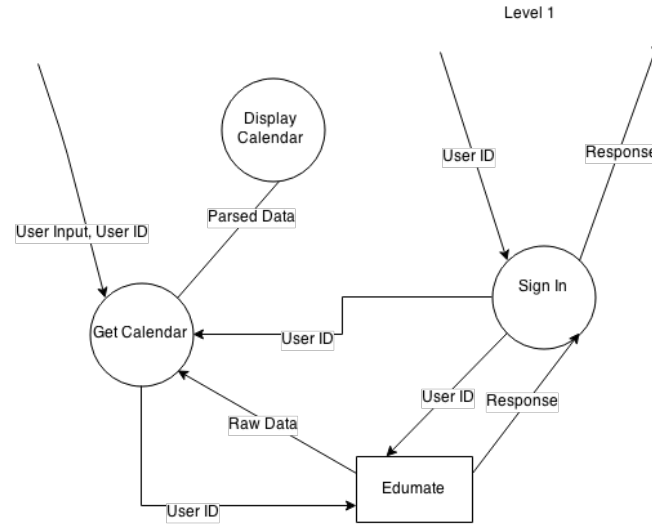 Level 1
Display
Calendar
User ID
Response
Parsed Data
User Input, User ID
Sign In
Get Calendar
User ID
User ID
Response
Raw Data
Edumate
User ID